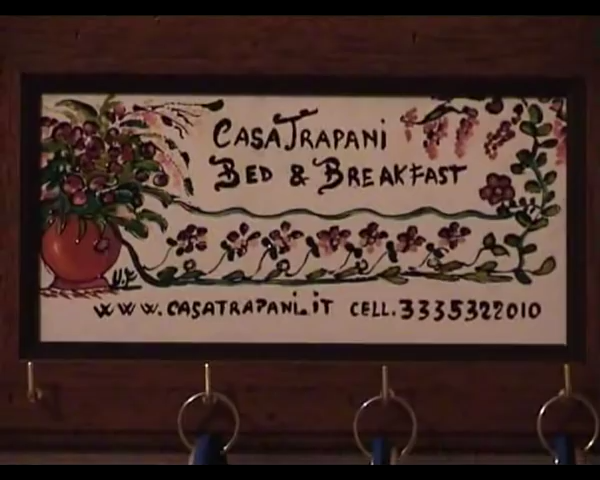 CASATRAPANI
BED & BREAKFAST
WWW.CASATRAPANI.IT CELL.3335322010